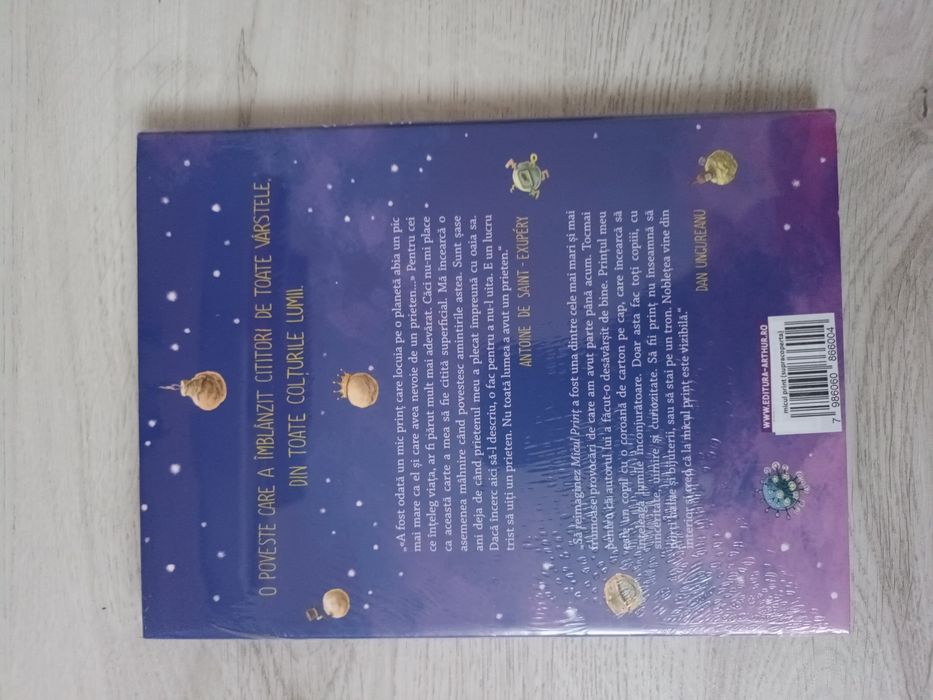 O POVESTE CARE A ÎMBLÂNZIT CITITORI DE TOATE VÂRSTELE,
DIN TOATE COLȚURILE LUMII.
„«A fost odată un mic prinț care locuia pe o planetă abia un pic
mai mare ca el și care avea nevoie de un prieten...» Pentru cei
ce înțeleg viața, ar fi părut mult mai adevărat. Căci nu-mi place
ca această carte a mea să fie citită superficial. Mă încearcă o
asemenea mâhnire când povestesc amintirile astea. Sunt șase
ani deja de când prietenul meu a plecat împreună cu oaia sa.
Dacă încerc aici să-l descriu, o fac pentru a nu-l uita. E un lucru
trist să uiți un prieten. Nu toată lumea a avut un prieten.”
ANTOINE DE SAINT-EXUPÉRY
„Să reimaginez Micul Prinț a fost una dintre cele mai mari și mai
frumoase provocări de care am avut parte până acum. Tocmai
pentru că autorul lui a făcut-o desăvârșit de bine. Prințul meu
este un copil cu o coroană de carton pe cap, care încearcă să
înțeleagă lumile înconjurătoare. Doar asta fac toți copiii, cu
sinceritate, uimire și curiozitate. Să fii prinț nu înseamnă să
porți haine și bijuterii, sau să stai pe un tron. Noblețea vine din
interior și cred că la micul prinț este vizibilă.”
DAN UNGUREANU
WWW.EDITURA-ARTHUR.RO
micul print (supracoperta)
7 986060 866004